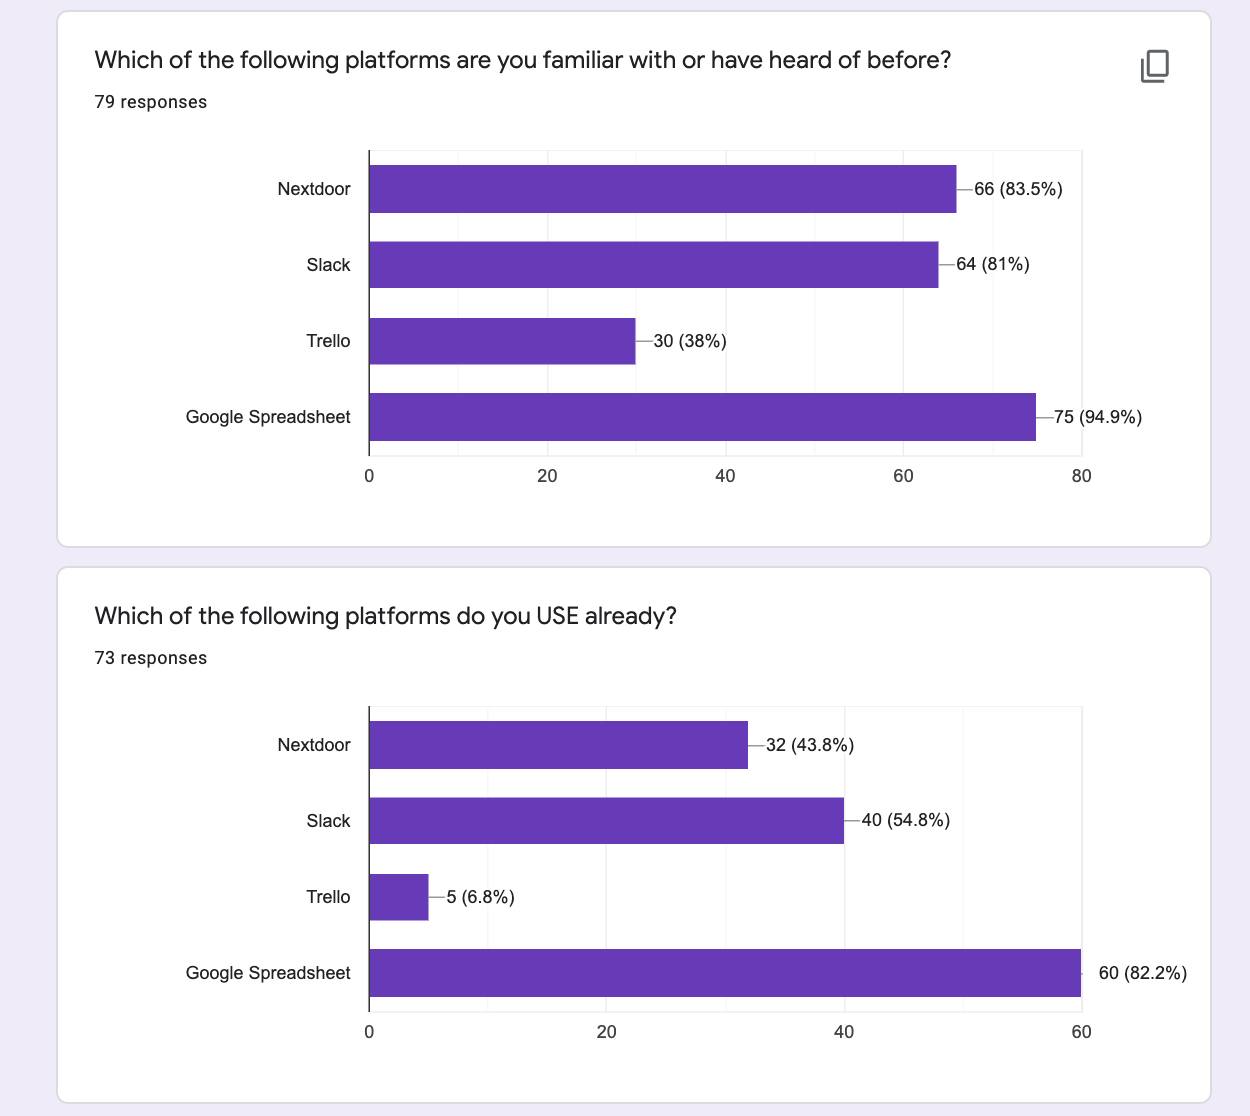 Which of the following platforms are you familiar with or have heard of before?
79 responses
Nextdoor 66 (83.5%)
Slack 64 (81%)
Trello 30 (38%)
Google Spreadsheet 75 (94.9%)
0 20 40 60 80
Which of the following platforms do you USE already?
73 responses
Nextdoor 32 (43.8%)
Slack 40 (54.8%)
Trello 5 (6.8%)
Google Spreadsheet 60 (82.2%)
0 20 40 60